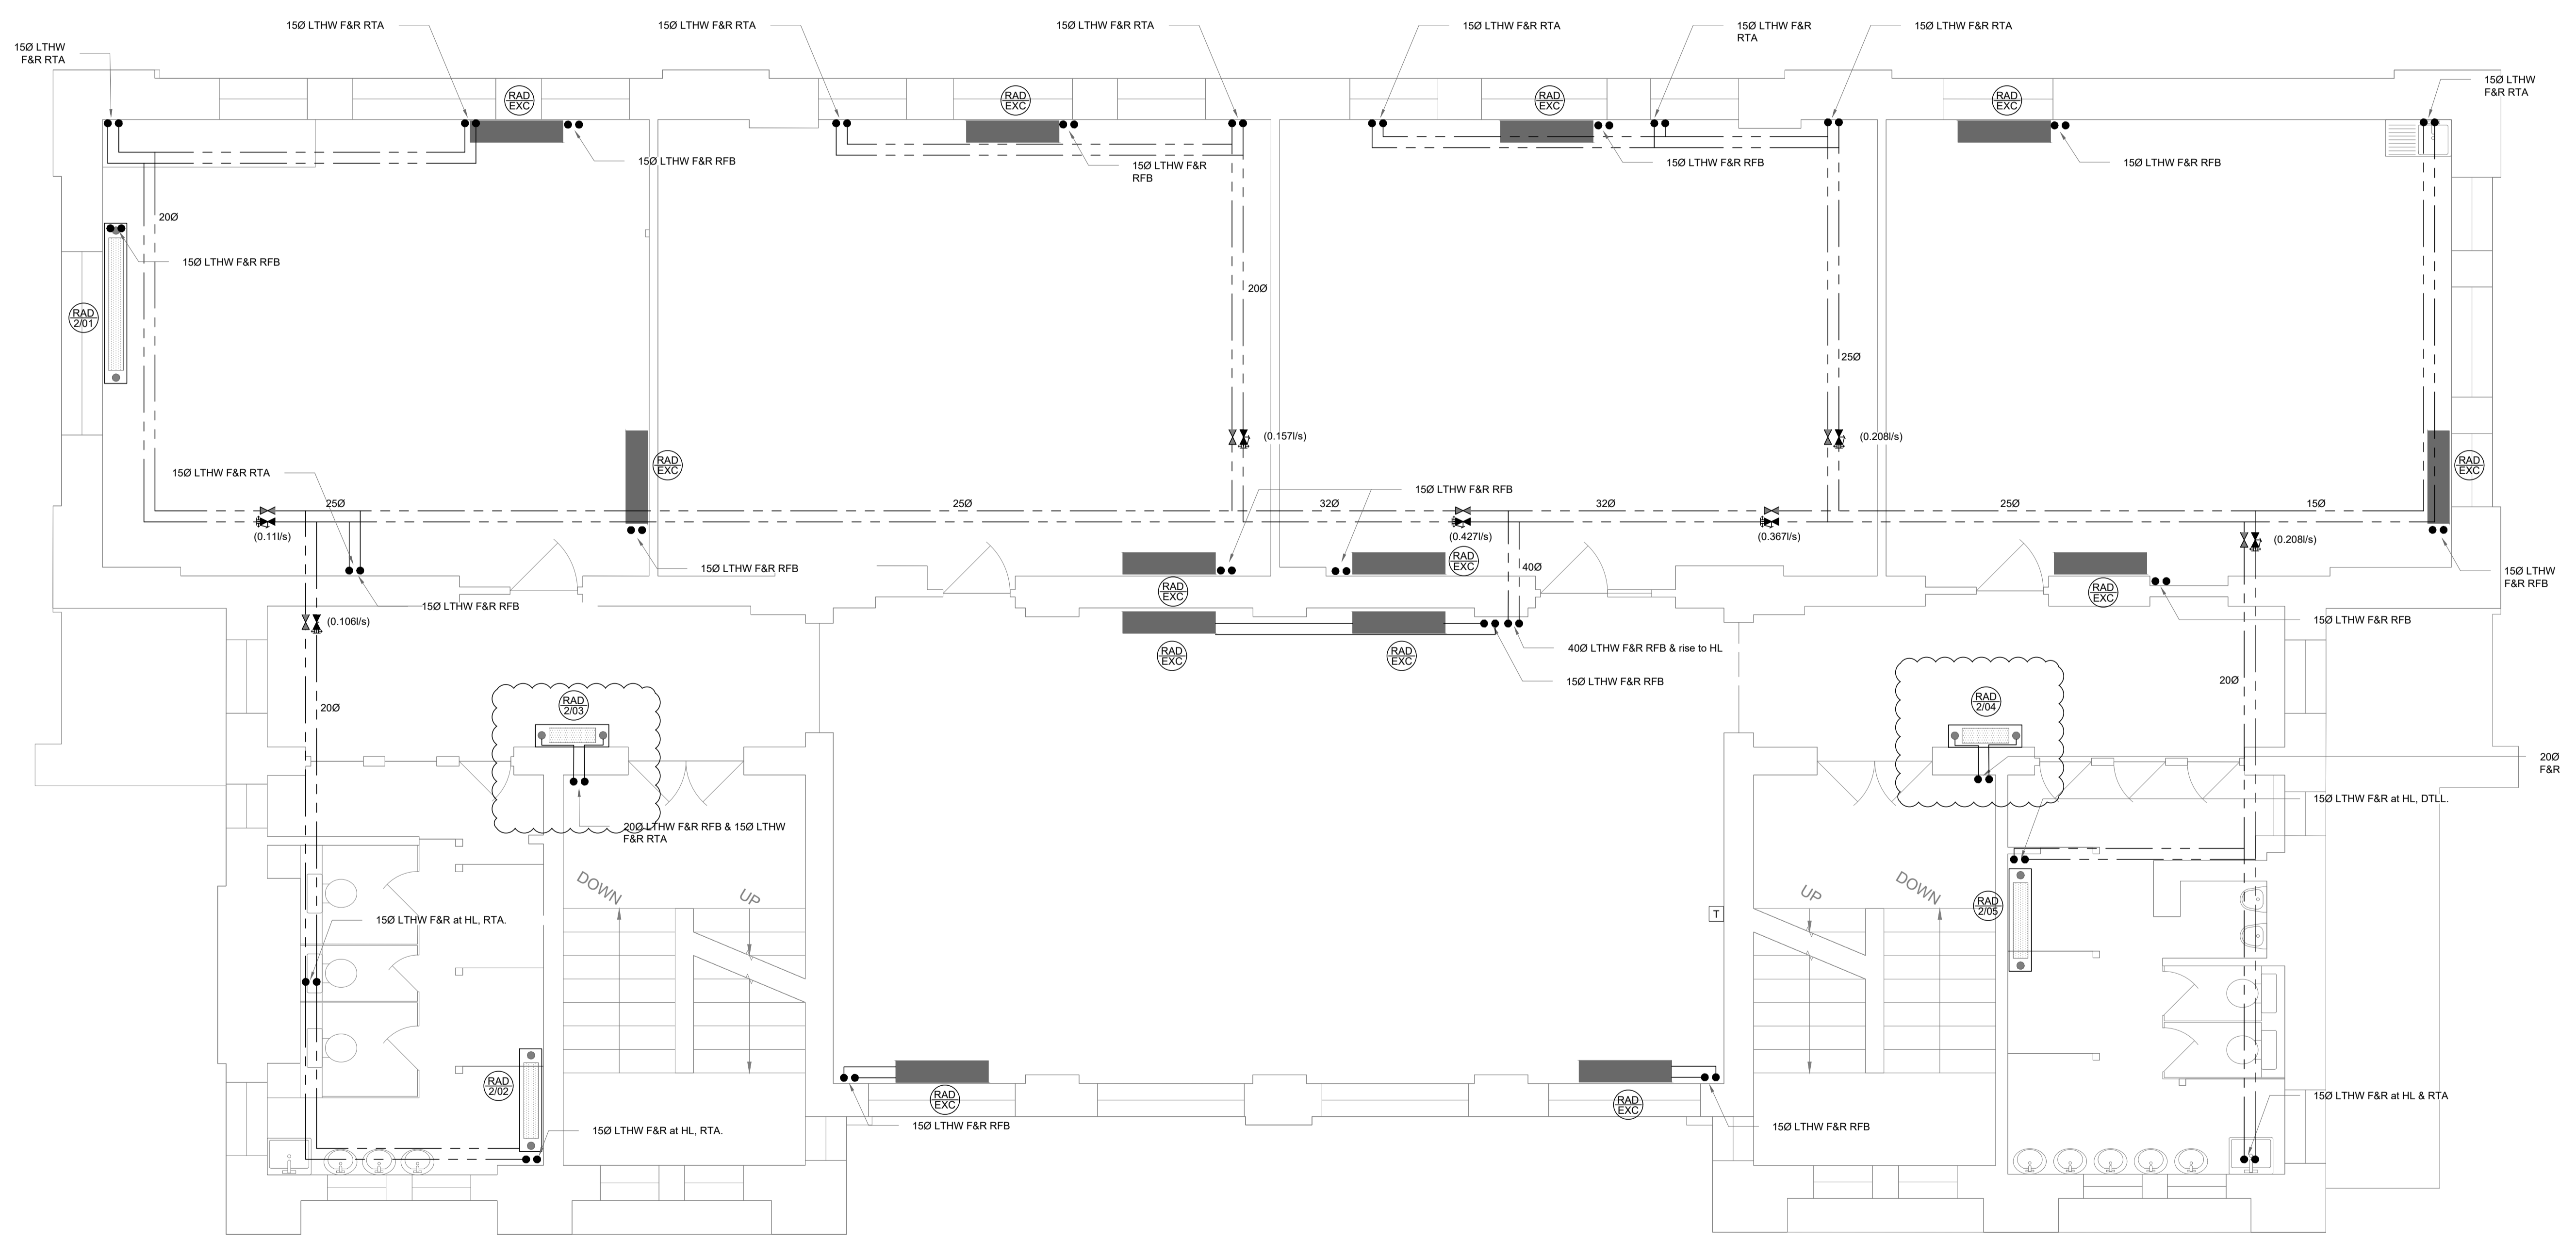 15Ø LTHW F&R RTA
15Ø LTHW F&R RTA
15Ø LTHW F&R RTA
15Ø LTHW F&R RTA
15Ø LTHW F&R
RTA
15Ø LTHW F&R RTA
15Ø LTHW
F&R RTA
15Ø LTHW
F&R RTA
RAD
EXC
RAD
EXC
RAD
EXC
RAD
EXC
15Ø LTHW F&R RFB
15Ø LTHW F&R
RFB
15Ø LTHW F&R RFB
15Ø LTHW F&R RFB
20Ø
15Ø LTHW F&R RFB
20Ø
RAD
2/01
25Ø
(0.157l/s)
(0.208l/s)
RAD
EXC
RAD
EXC
15Ø LTHW F&R RTA
15Ø LTHW F&R RFB
25Ø
25Ø
32Ø
32Ø
25Ø
15Ø
(0.11l/s)
(0.427l/s)
(0.367l/s)
(0.208l/s)
15Ø LTHW F&R RFB
RAD
EXC
40Ø
15Ø LTHW
F&R RFB
RAD
EXC
RAD
EXC
15Ø LTHW F&R RFB
(0.106l/s)
15Ø LTHW F&R RFB
RAD
EXC
RAD
EXC
40Ø LTHW F&R RFB & rise to HL
15Ø LTHW F&R RFB
20Ø
20Ø
RAD
2/03
RAD
2/04
20Ø
F&R
15Ø LTHW F&R at HL, DTLL.
20Ø LTHW F&R RFB & 15Ø LTHW
F&R RTA
DOWN
UP
UP
DOWN
RAD
2/05
T
15Ø LTHW F&R at HL, RTA.
RAD
2/02
RAD
EXC
RAD
EXC
15Ø LTHW F&R at HL & RTA
15Ø LTHW F&R at HL, RTA.
15Ø LTHW F&R RFB
15Ø LTHW F&R RFB